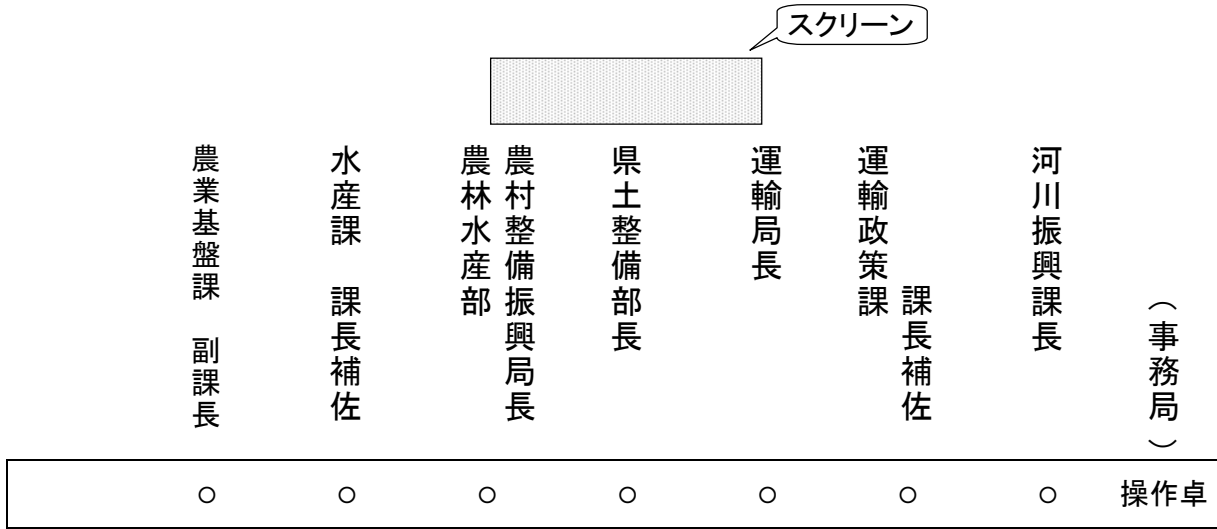 スクリーン
農業基盤課 副課長
水産課 課長補佐
農林水産部
農村整備振興局長
県土整備部長
運輸局長
運輸政策課
課長補佐
河川振興課長
（事務局）
○ ○ ○ ○ ○ ○ ○ 操作卓